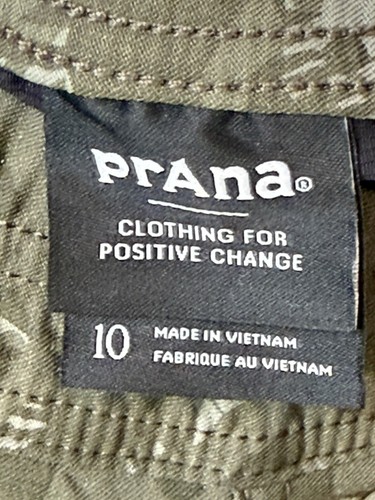 prAna®
CLOTHING FOR
POSITIVE CHANGE
10
MADE IN VIETNAM
FABRIQUE AU VIETNAM